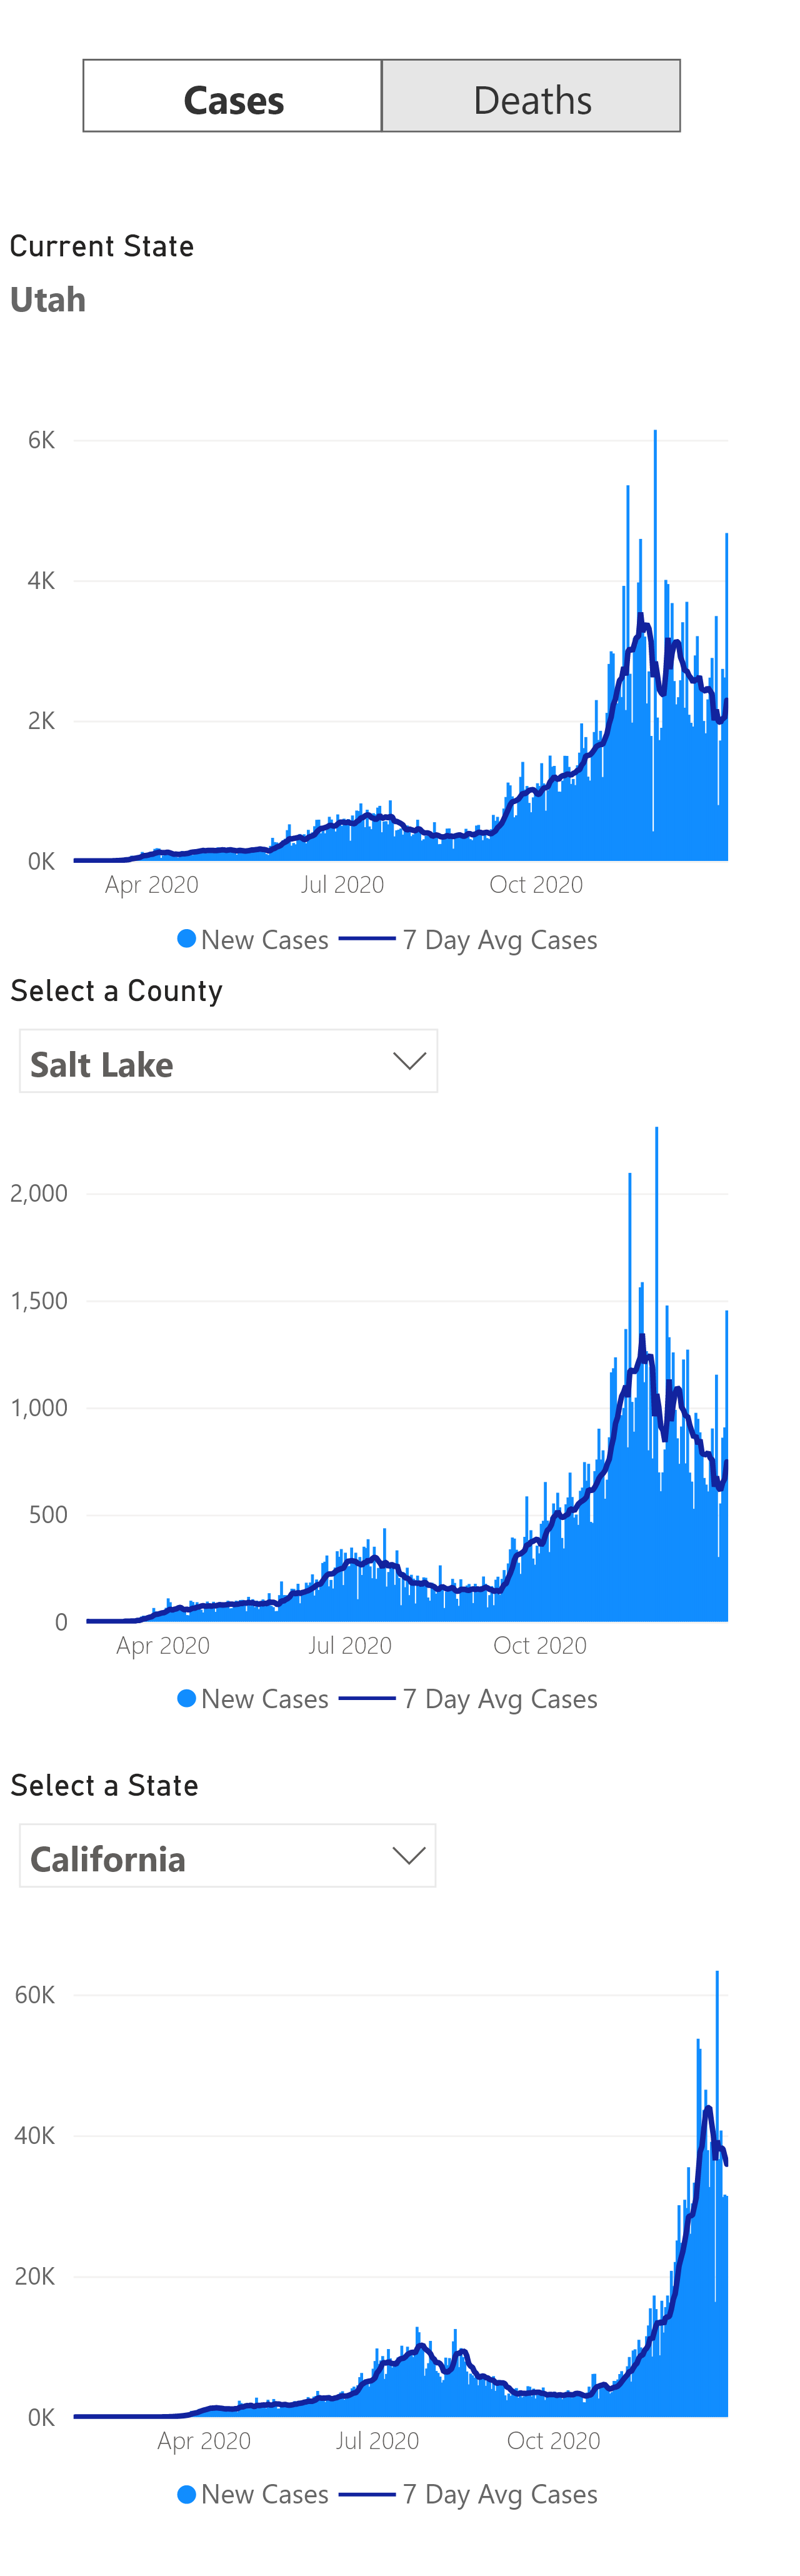 Cases Deaths
Current State
Utah
6K
4K
2K
0K
Apr 2020 Jul 2020 Oct 2020
New Cases 7 Day Avg Cases
Select a County
Salt Lake
2,000
1,500
1,000
500
0
Apr 2020 Jul 2020 Oct 2020
New Cases 7 Day Avg Cases
Select a State
California
60K
40K
20K
0K
Apr 2020 Jul 2020 Oct 2020
New Cases 7 Day Avg Cases